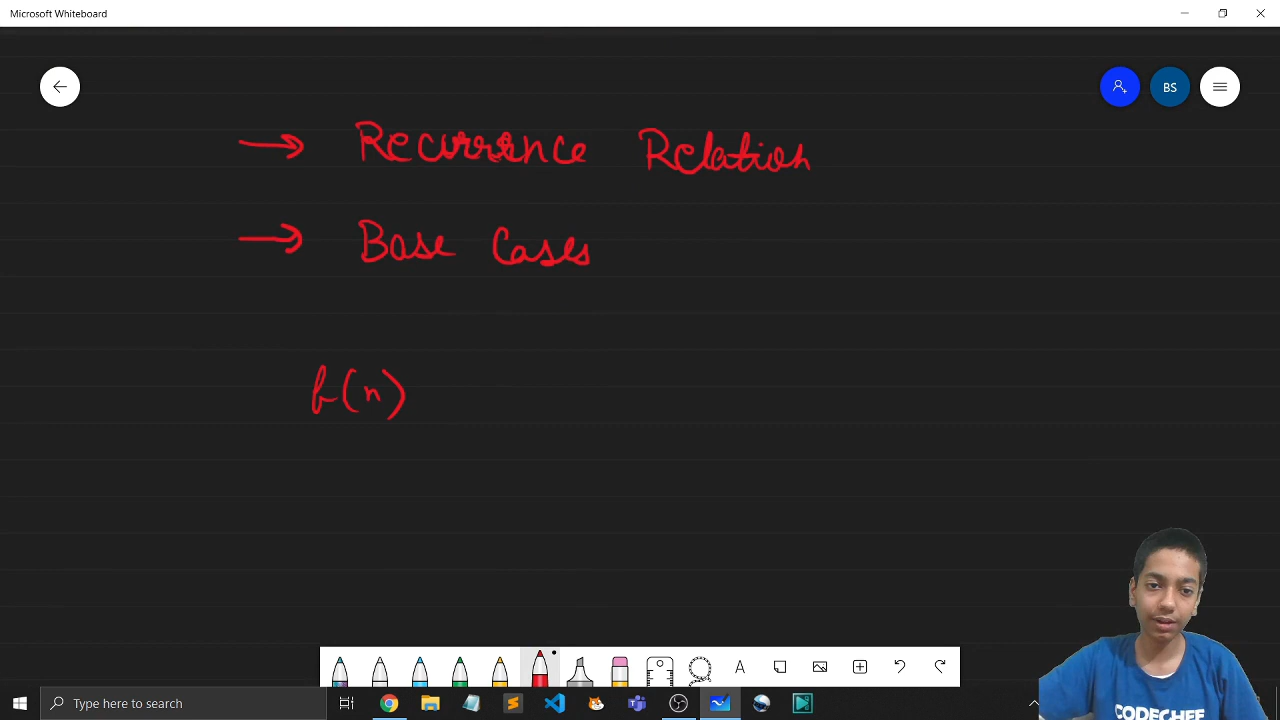 Microsoft Whiteboard
BS
→ Recurrence Relation
→ Base Cases
f(n)
A
Type here to search
CODECHEF